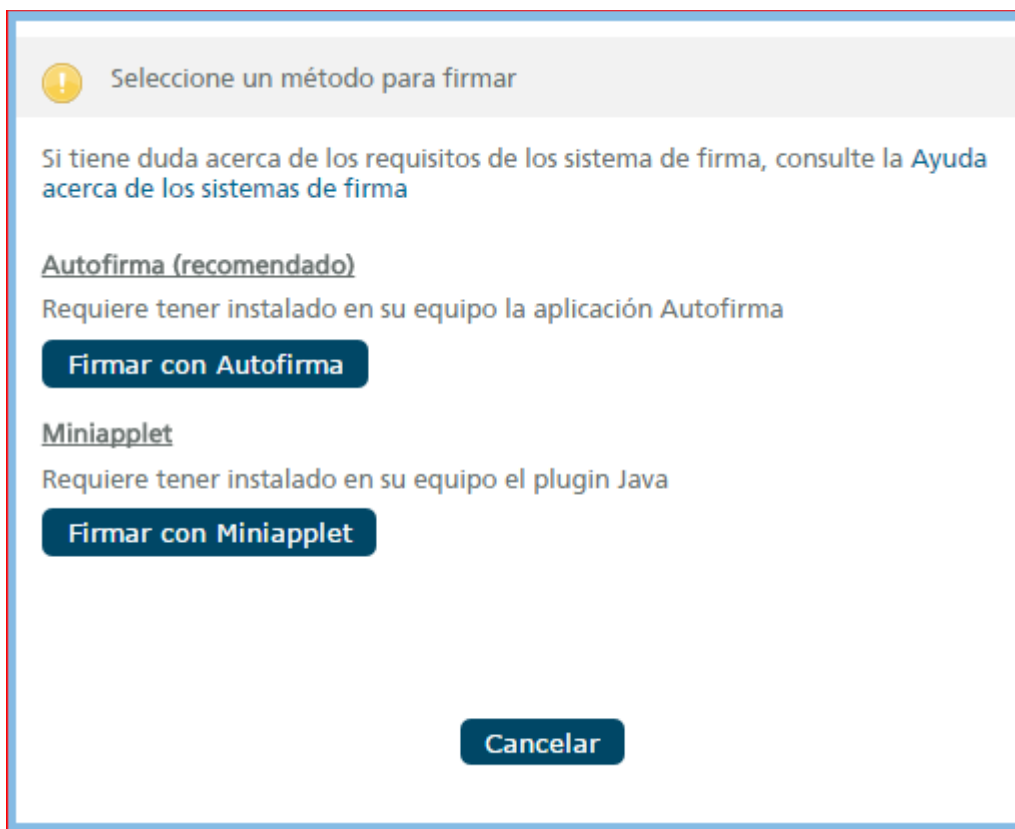 Seleccione un método para firmar
Si tiene duda acerca de los requisitos de los sistema de firma, consulte la Ayuda
acerca de los sistemas de firma
Autofirma (recomendado)
Requiere tener instalado en su equipo la aplicación Autofirma
Firmar con Autofirma
Miniapplet
Requiere tener instalado en su equipo el plugin Java
Firmar con Miniapplet
Cancelar